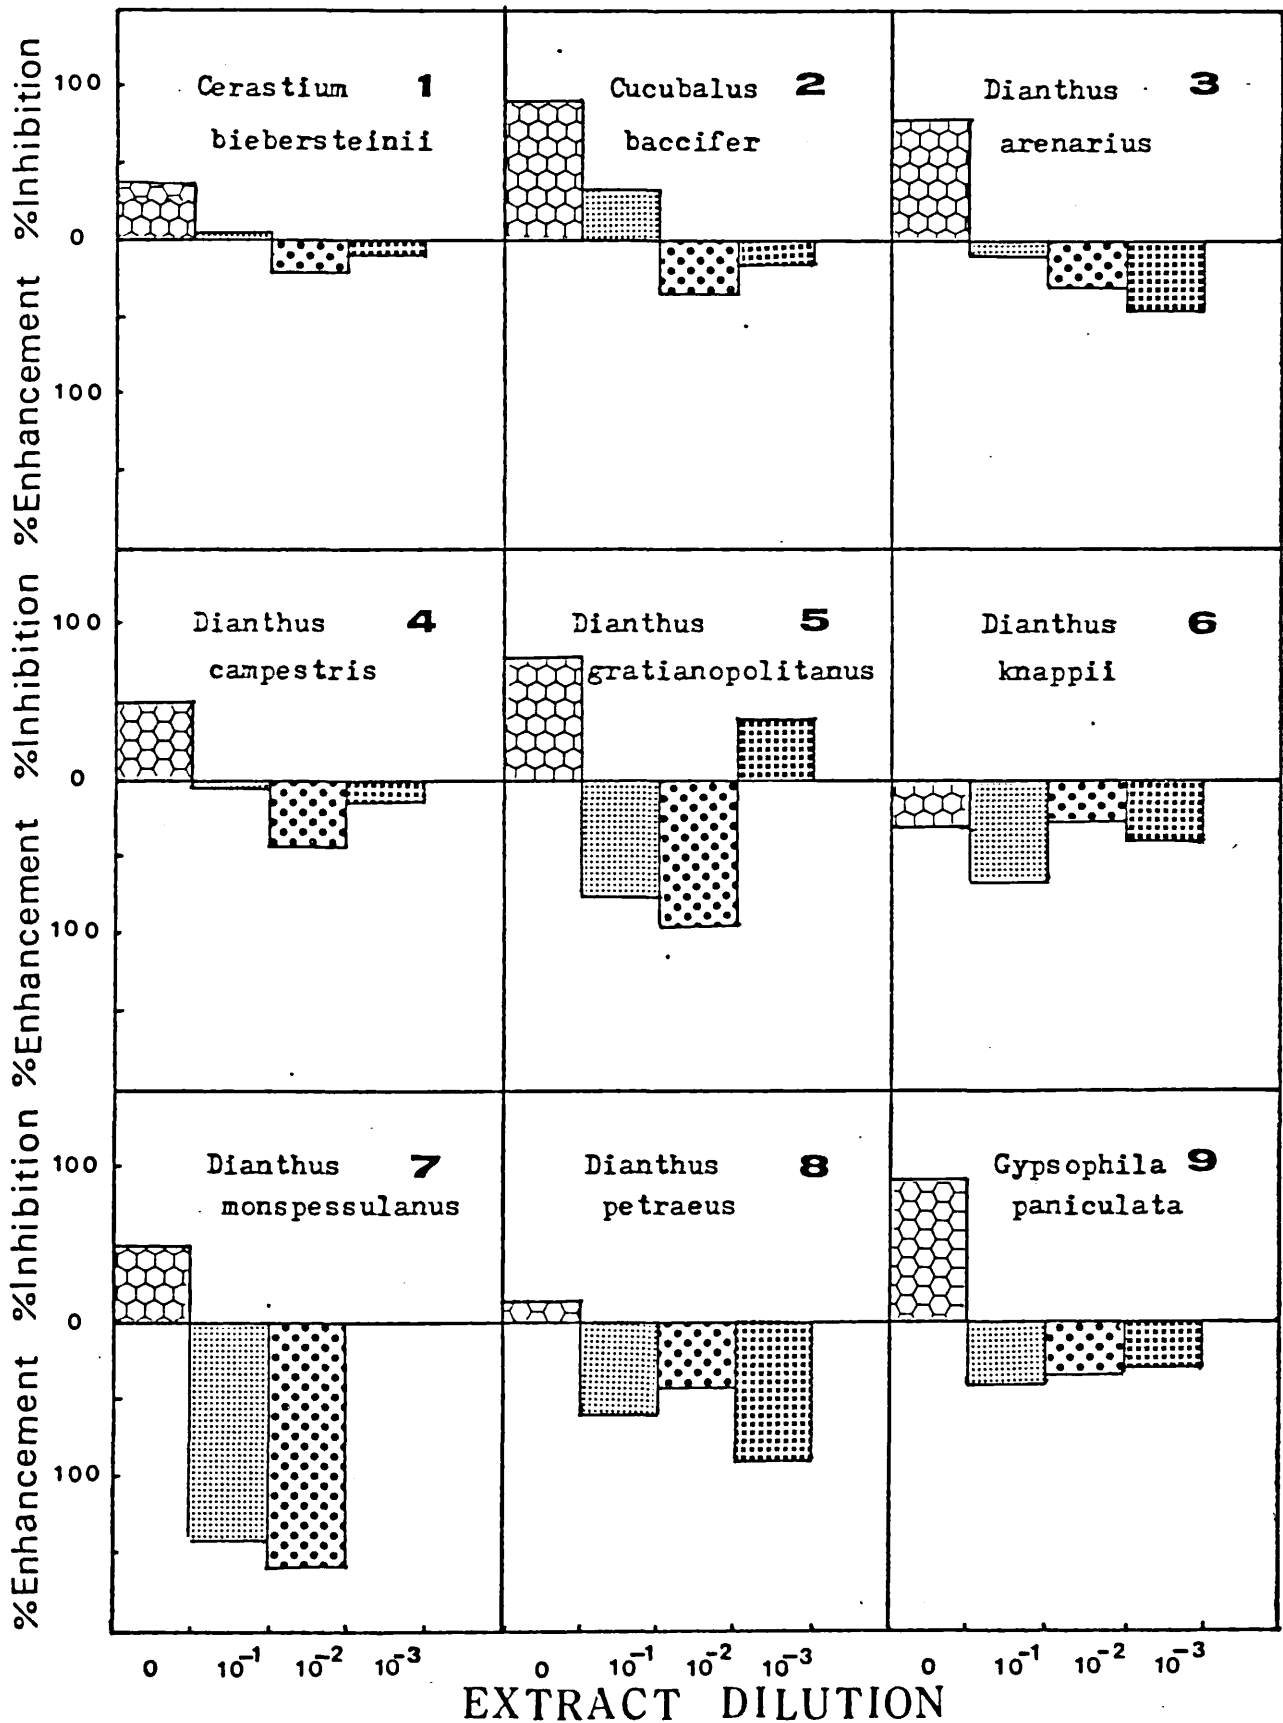 %Inhibition
%Enhancement
100
0
100
Cerastium 1
biebersteinii
Cucubalus 2
baccifer
Dianthus 3
arenarius
%Inhibition
%Enhancement
100
0
100
Dianthus 4
campestris
Dianthus 5
gratianopolitanus
Dianthus 6
knappii
%Inhibition
%Enhancement
100
0
100
Dianthus 7
monspessulanus
Dianthus 8
petraeus
Gypsophila 9
paniculata
0 10⁻¹ 10⁻² 10⁻³
0 10⁻¹ 10⁻² 10⁻³
0 10⁻¹ 10⁻² 10⁻³
EXTRACT DILUTION